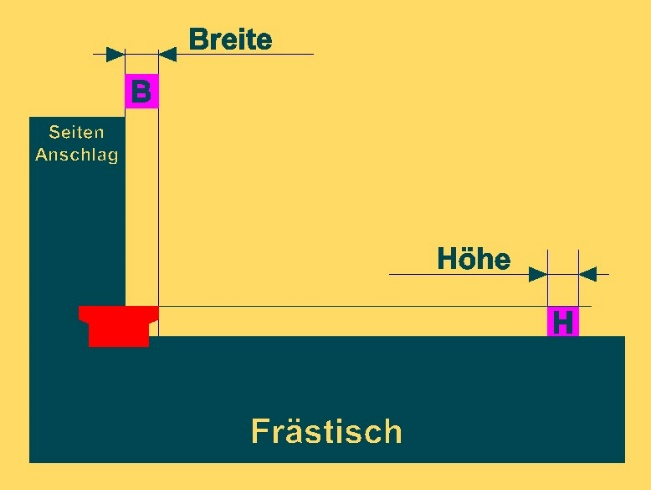 Breite
B
Seiten
Anschlag
Höhe
H
Frästisch